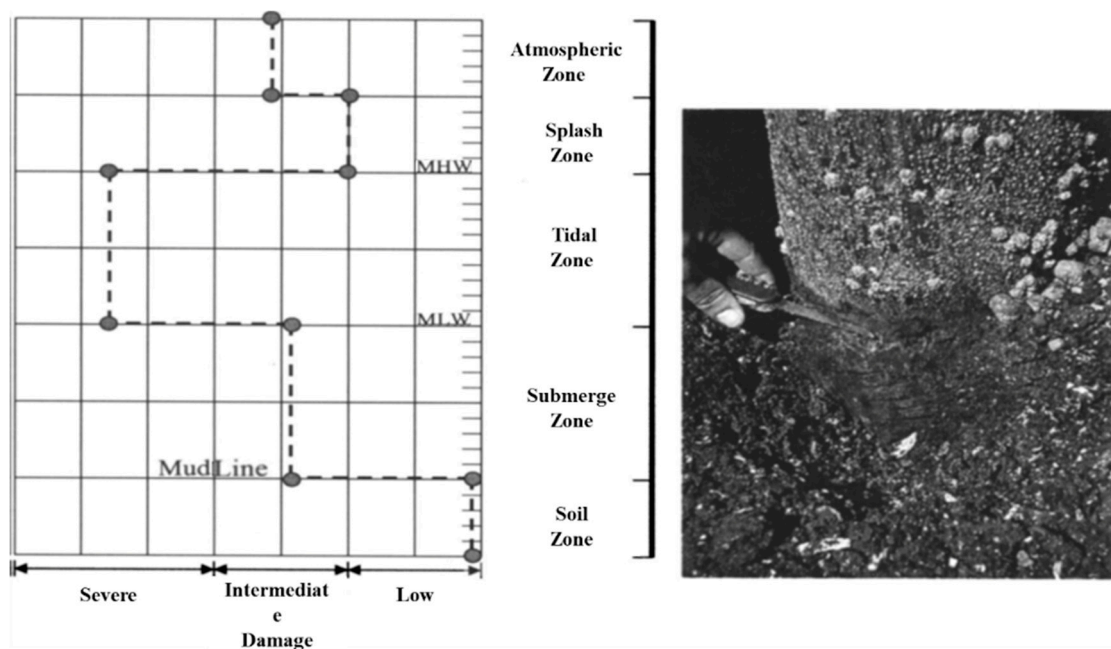 Atmospheric
Zone
Splash
Zone
MHW
Tidal
Zone
MLW
Submerge
Zone
MudLine
Soil
Zone
Severe
Intermediat
e
Damage
Low